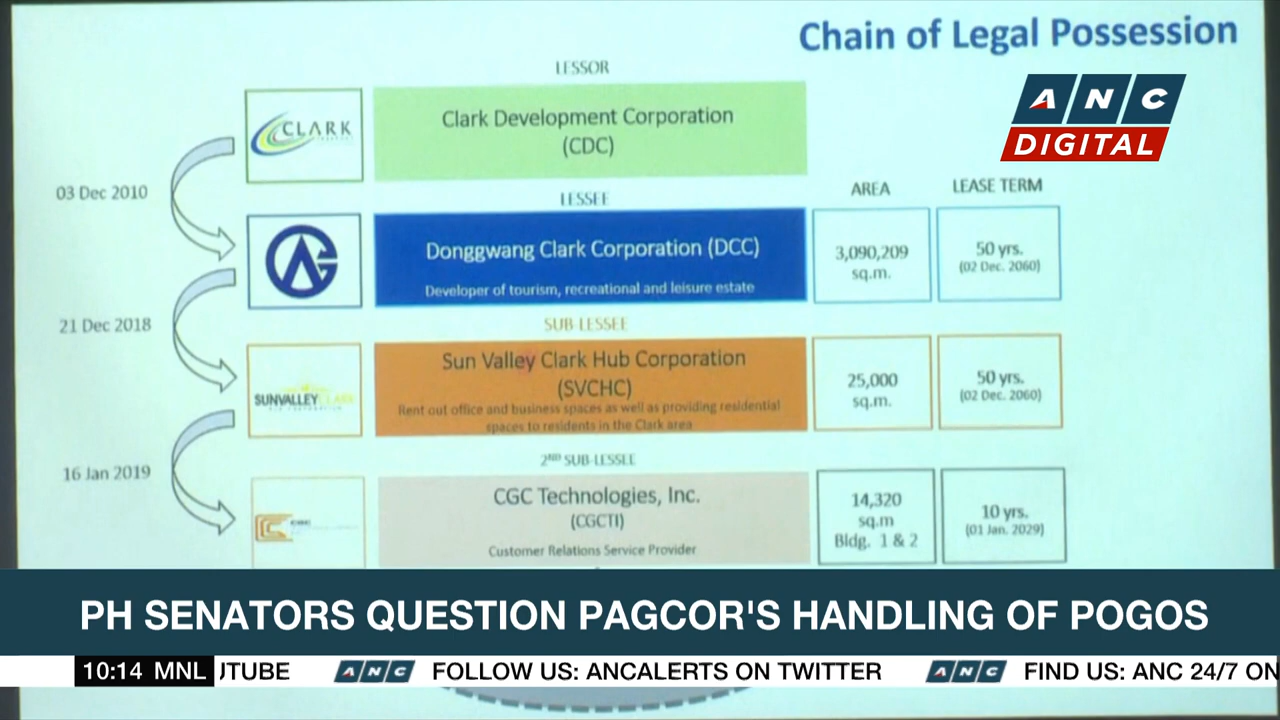 Chain of Legal Possession
ANC
DIGITAL
LESSOR
CLARK
Clark Development Corporation
(CDC)
03 Dec 2010
LESSEE
AREA
LEASE TERM
Donggwang Clark Corporation (DCC)
Developer of tourism, recreational and leisure estate
3,090,209
sq.m.
50 yrs.
(02 Dec. 2060)
21 Dec 2018
SUB-LESSEE
SUNVALLEY CLARK
Sun Valley Clark Hub Corporation
(SVCHC)
Rent out office and business spaces as well as providing residential
spaces to residents in the Clark area
25,000
sq.m.
50 yrs.
(02 Dec. 2060)
16 Jan 2019
2ND SUB-LESSEE
CGC
CGC Technologies, Inc.
(CGCTI)
Customer Relations Service Provider
14,320
sq.m
Bldg. 1 & 2
10 yrs.
(01 Jan. 2029)
PH SENATORS QUESTION PAGCOR'S HANDLING OF POGOS
10:14 MNL UTUBE ANC FOLLOW US: ANCALERTS ON TWITTER ANC FIND US: ANC 24/7 ON